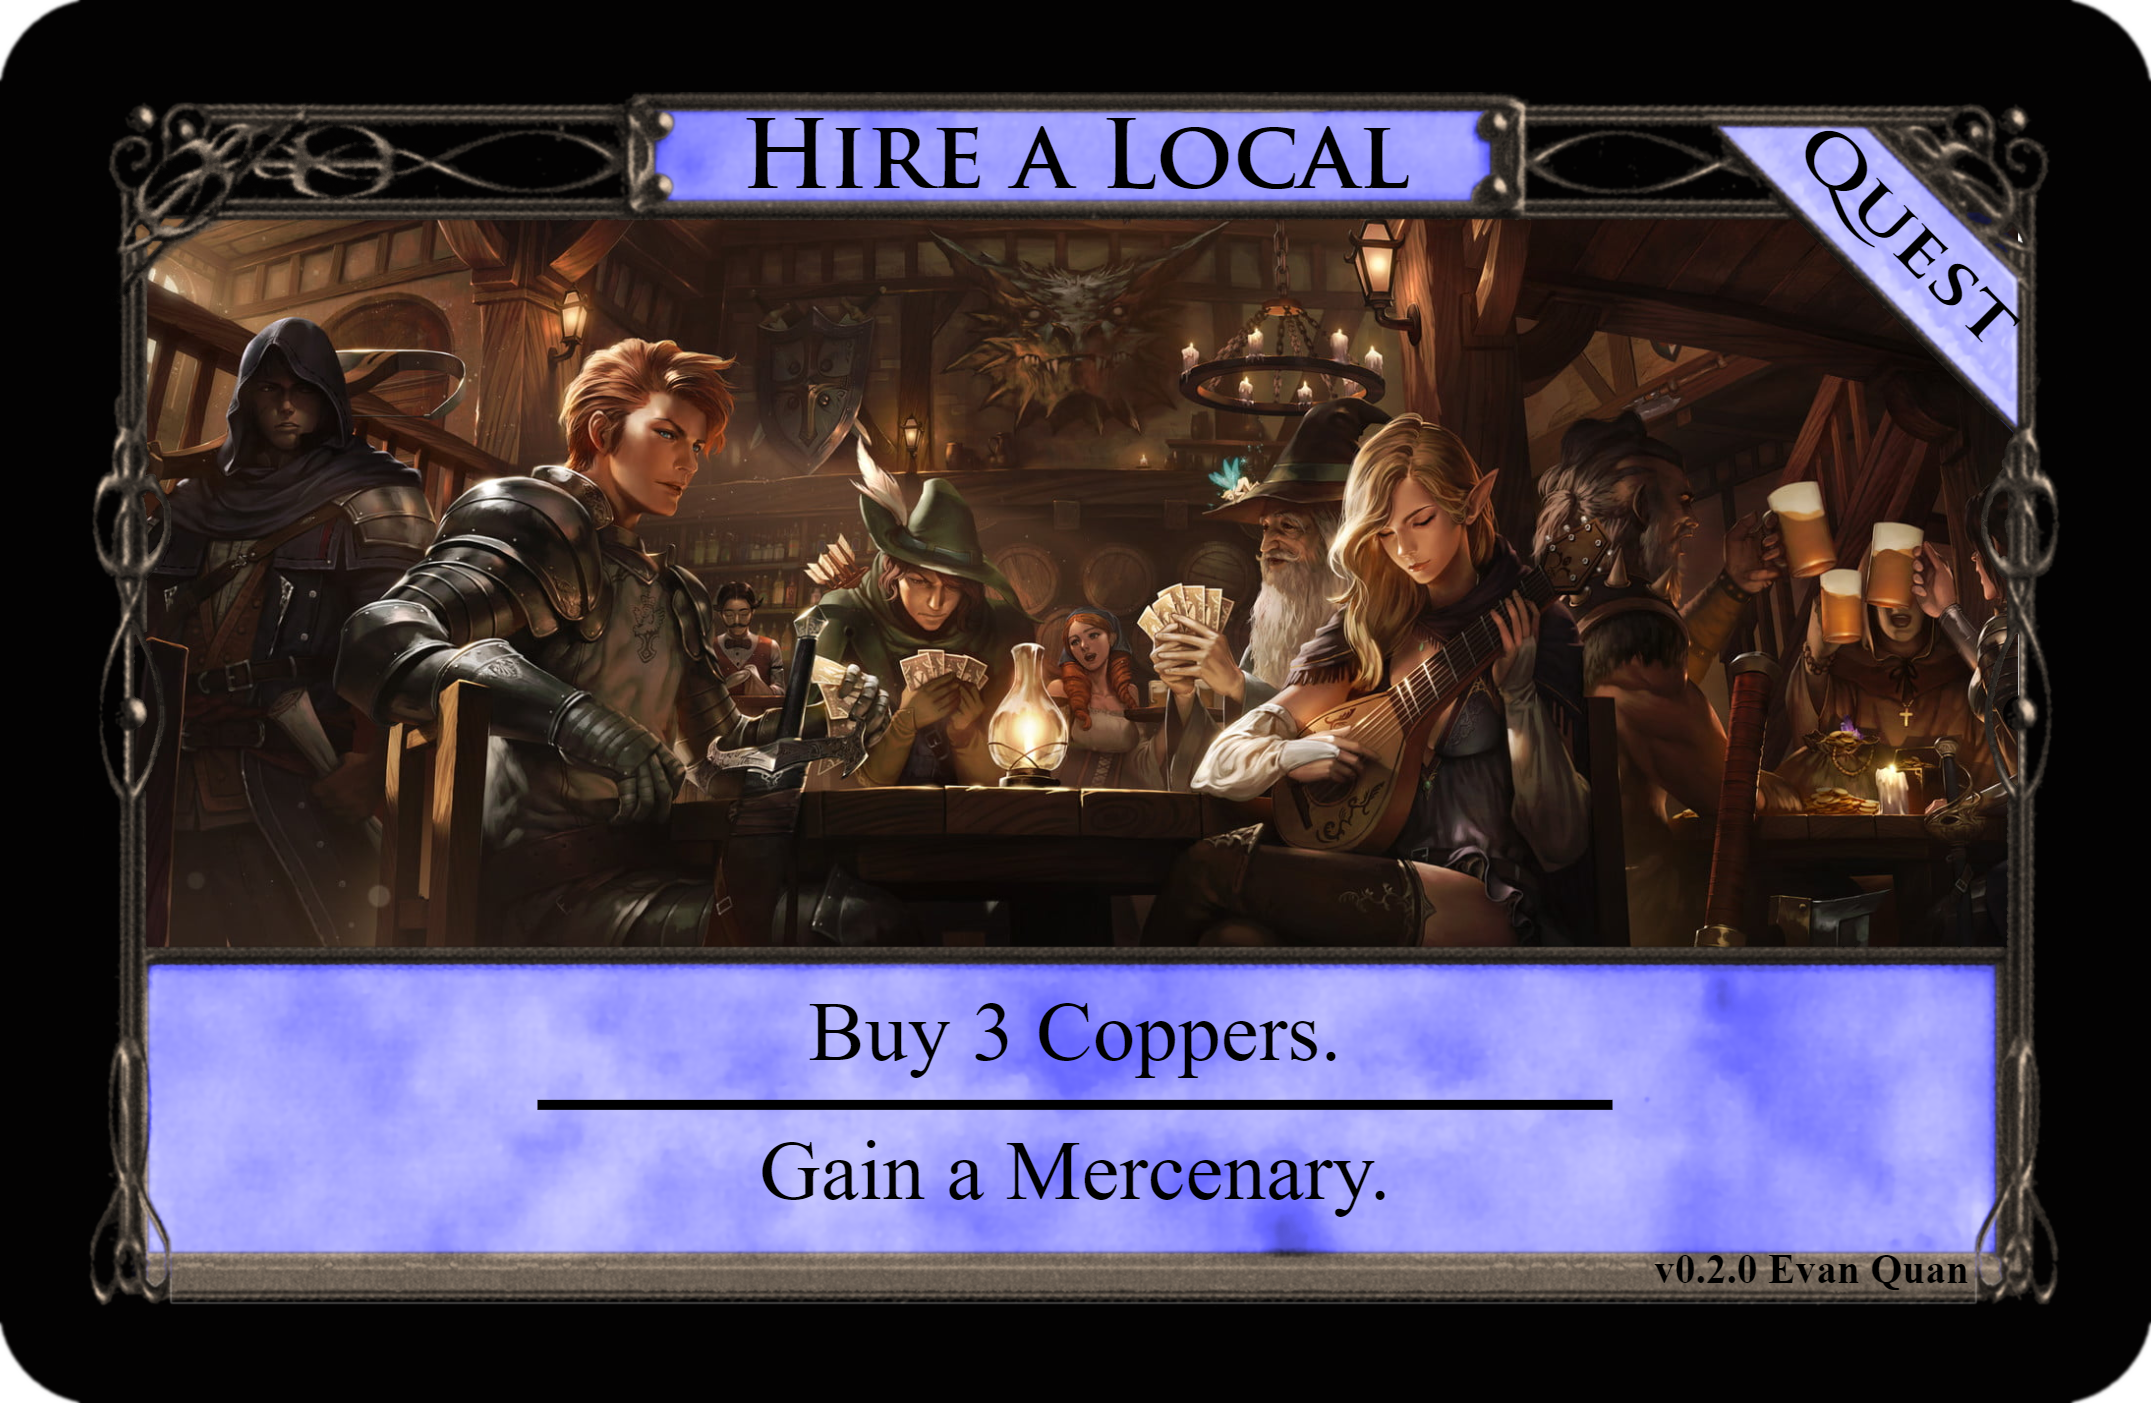 HIRE A LOCAL
QUEST
Buy 3 Coppers.
Gain a Mercenary.
v0.2.0 Evan Quan